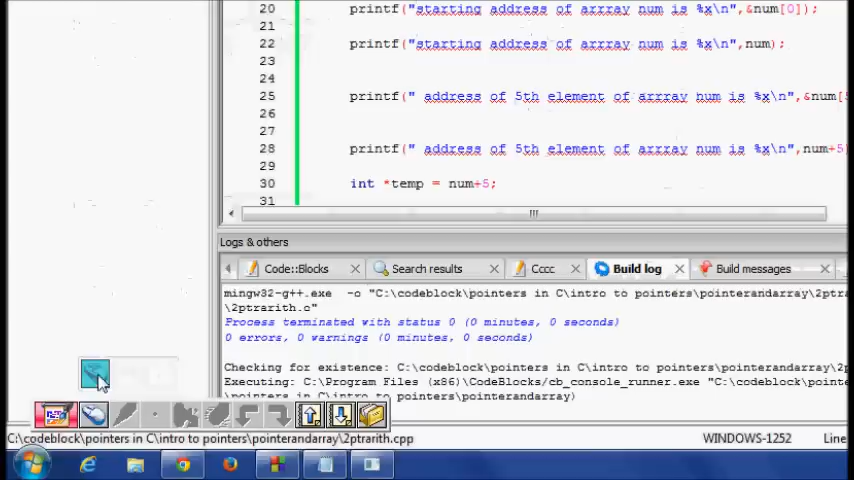 20 printf("starting address of arrray num is %x\n",&num[0]);
21
22 printf("starting address of arrray num is %x\n",num);
23
24
25 printf(" address of 5th element of arrray num is %x\n",&num[5
26
27
28 printf(" address of 5th element of arrray num is %x\n",num+5)
29
30 int *temp = num+5;
31
Logs & others
Code::Blocks Search results Cccc Build log Build messages
mingw32-g++.exe -o "C:\codeblock\pointers in C\intro to pointers\pointerandarray\2ptra
\2ptrarith.o"
Process terminated with status 0 (0 minutes, 0 seconds)
0 errors, 0 warnings (0 minutes, 0 seconds)
Checking for existence: C:\codeblock\pointers in C\intro to pointers\pointerandarray\2
Executing: C:\Program Files (x86)\CodeBlocks/cb_console_runner.exe "C:\codeblock\pointe
\pointers in C\intro to pointers\pointerandarray)
C:\codeblock\pointers in C\intro to pointers\pointerandarray\2ptrarith.cpp WINDOWS-1252 Line